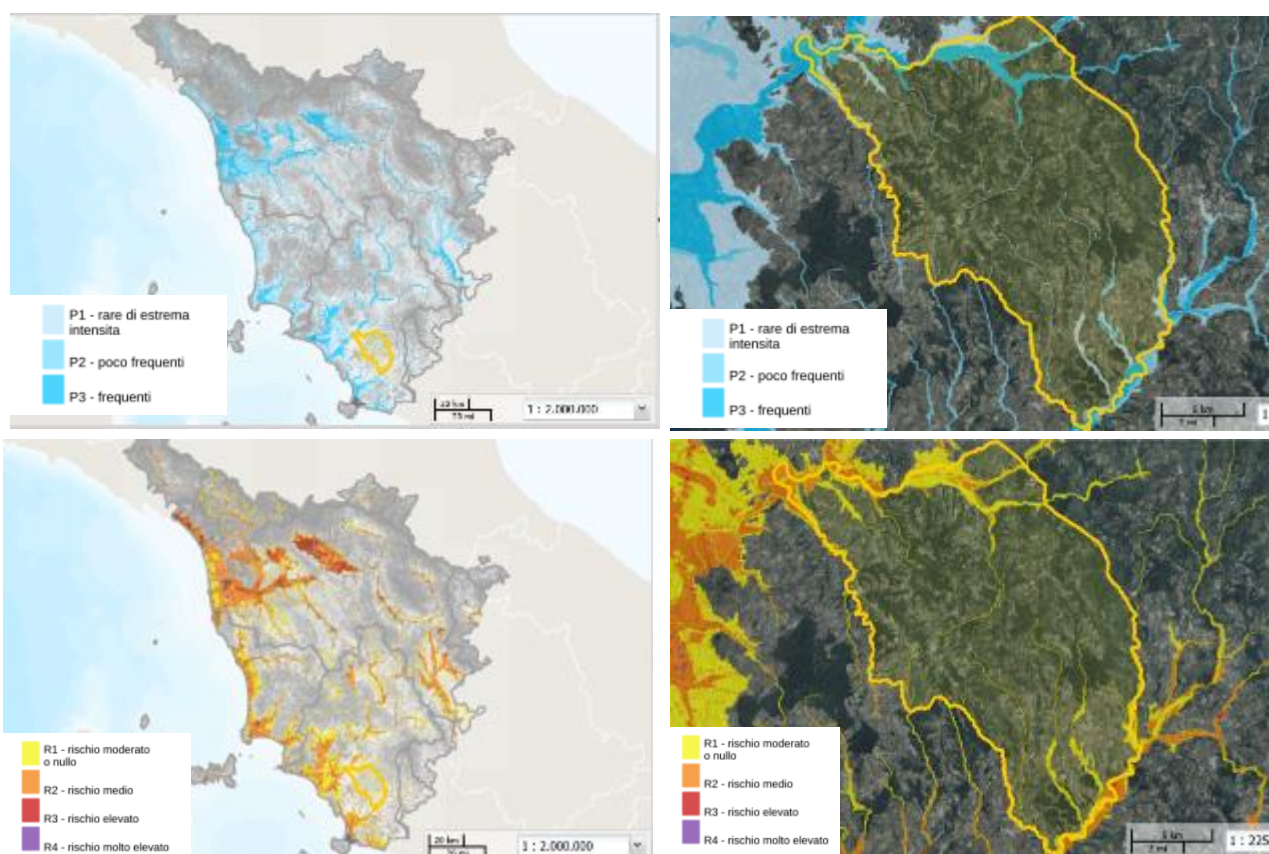 P1 - rare di estrema
intensita
P2 - poco frequenti
P3 - frequenti
1 : 2.000.000
P1 - rare di estrema
intensita
P2 - poco frequenti
P3 - frequenti
R1 - rischio moderato
o nullo
R2 - rischio medio
R3 - rischio elevato
R4 - rischio molto elevato
20 km
1 : 2.000.000
R1 - rischio moderato
o nullo
R2 - rischio medio
R3 - rischio elevato
R4 - rischio molto elevato
1 : 225